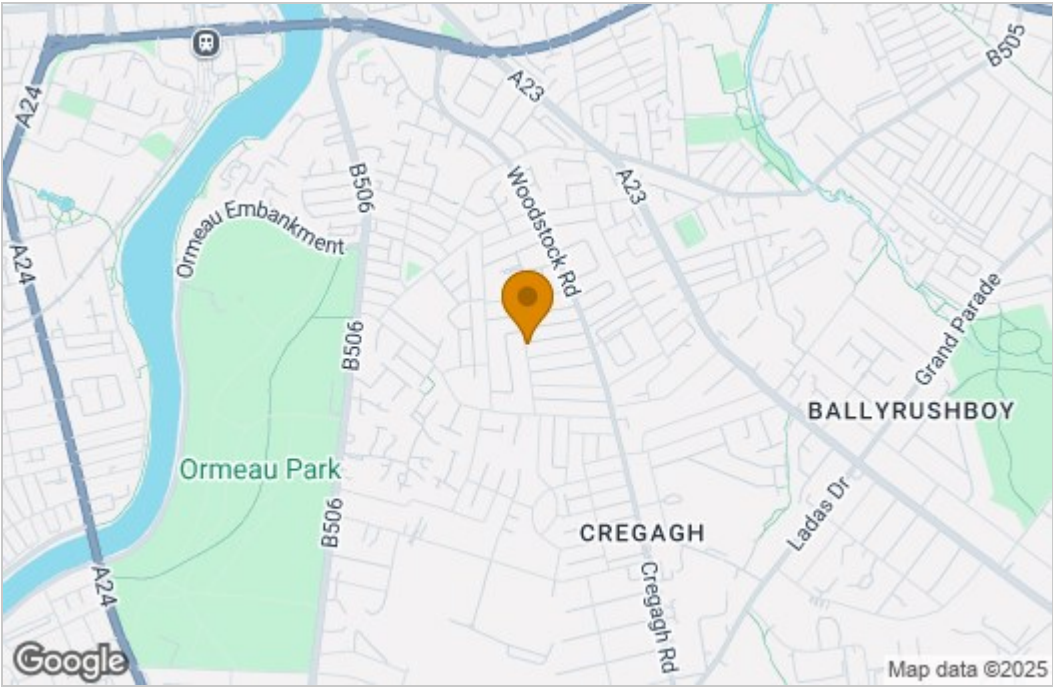 B505
A23
A24
B506
A23
Woodstock Rd
Ormeau Embankment
A24
Grand Parade
B506
BALLYRUSHBOY
Ormeau Park
B506
Ladas Dr
CREGAGH
A24
Cregagh Rd
Google
Map data ©2025